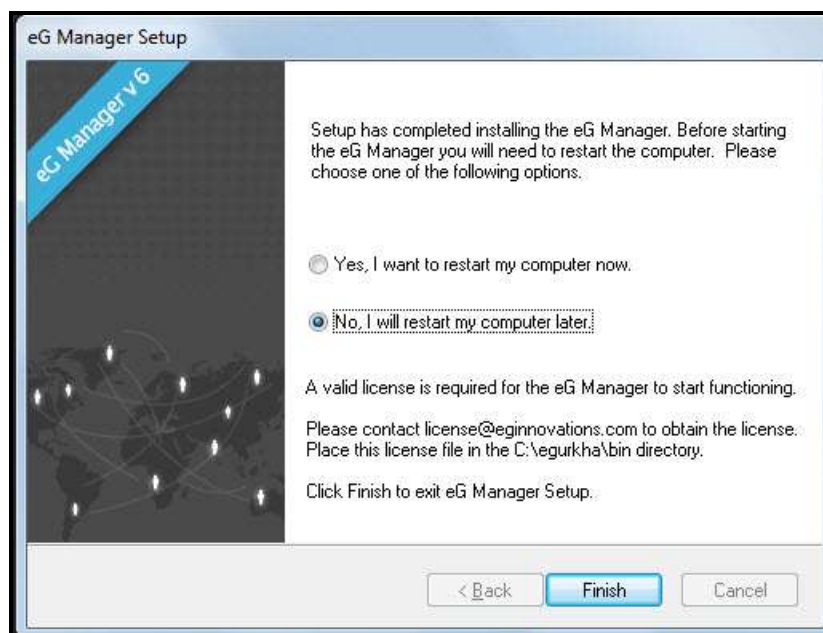 eG Manager Setup
eG Manager v 6
Setup has completed installing the eG Manager. Before starting
the eG Manager you will need to restart the computer.  Please
choose one of the following options.
Yes, I want to restart my computer now.
No, I will restart my computer later.
A valid license is required for the eG Manager to start functioning.
Please contact license@eginnovations.com to obtain the license.
Place this license file in the C:\egurkha\bin directory.
Click Finish to exit eG Manager Setup.
< Back Finish Cancel